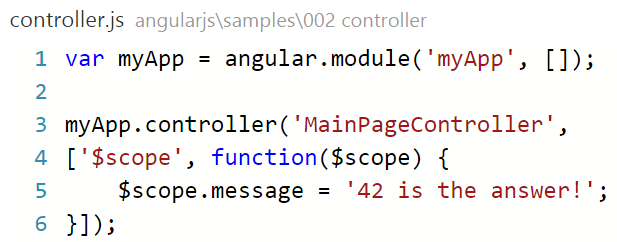 controller.js angularjs\samples\002 controller
1 var myApp = angular.module('myApp', []);
2
3 myApp.controller('MainPageController',
4 ['$scope', function($scope) {
5     $scope.message = '42 is the answer!';
6 }]);